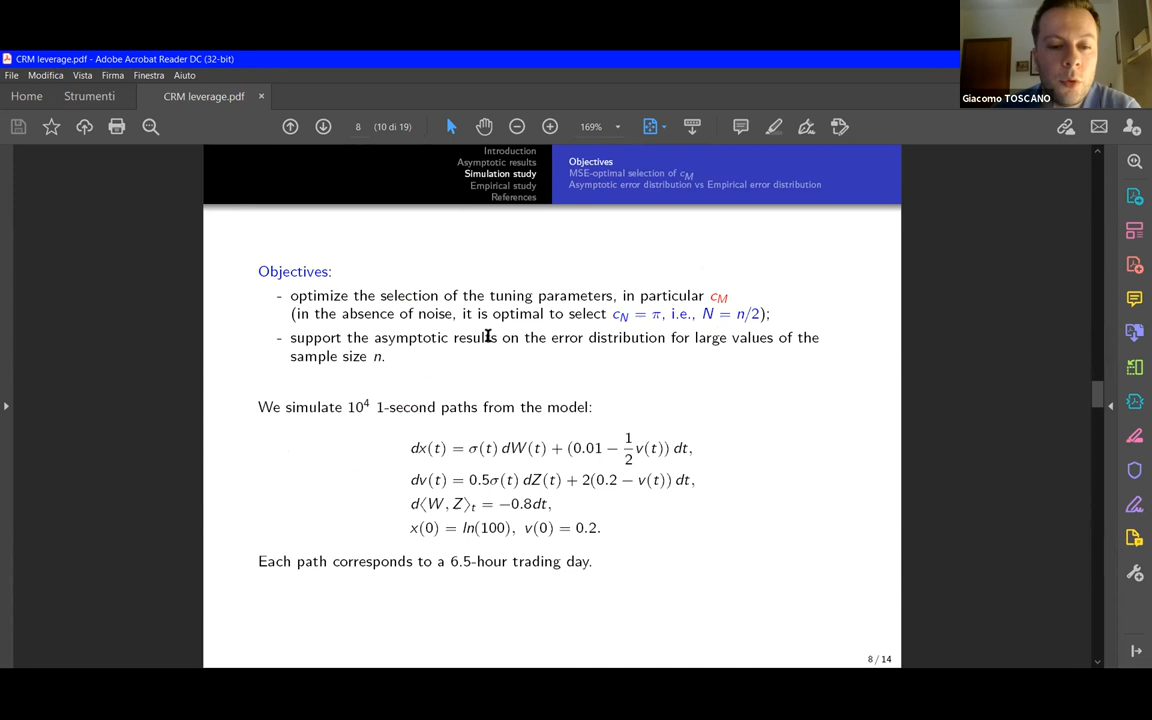 CRM leverage.pdf - Adobe Acrobat Reader DC (32-bit)
File Modifica Vista Firma Finestra Aiuto
Home Strumenti CRM leverage.pdf ×
8 (10 di 19) 169%
Giacomo TOSCANO
Introduction
Asymptotic results
Simulation study
Empirical study
References
Objectives
MSE-optimal selection of c_M
Asymptotic error distribution vs Empirical error distribution
Objectives:
- optimize the selection of the tuning parameters, in particular c_M
(in the absence of noise, it is optimal to select c_N = π, i.e., N = n/2);
- support the asymptotic results on the error distribution for large values of the
sample size n.
We simulate 10⁴ 1-second paths from the model:
dx(t) = σ(t) dW(t) + (0.01 − 1/2 v(t)) dt,
dv(t) = 0.5σ(t) dZ(t) + 2(0.2 − v(t)) dt,
d⟨W, Z⟩_t = −0.8dt,
x(0) = ln(100), v(0) = 0.2.
Each path corresponds to a 6.5-hour trading day.
8 / 14